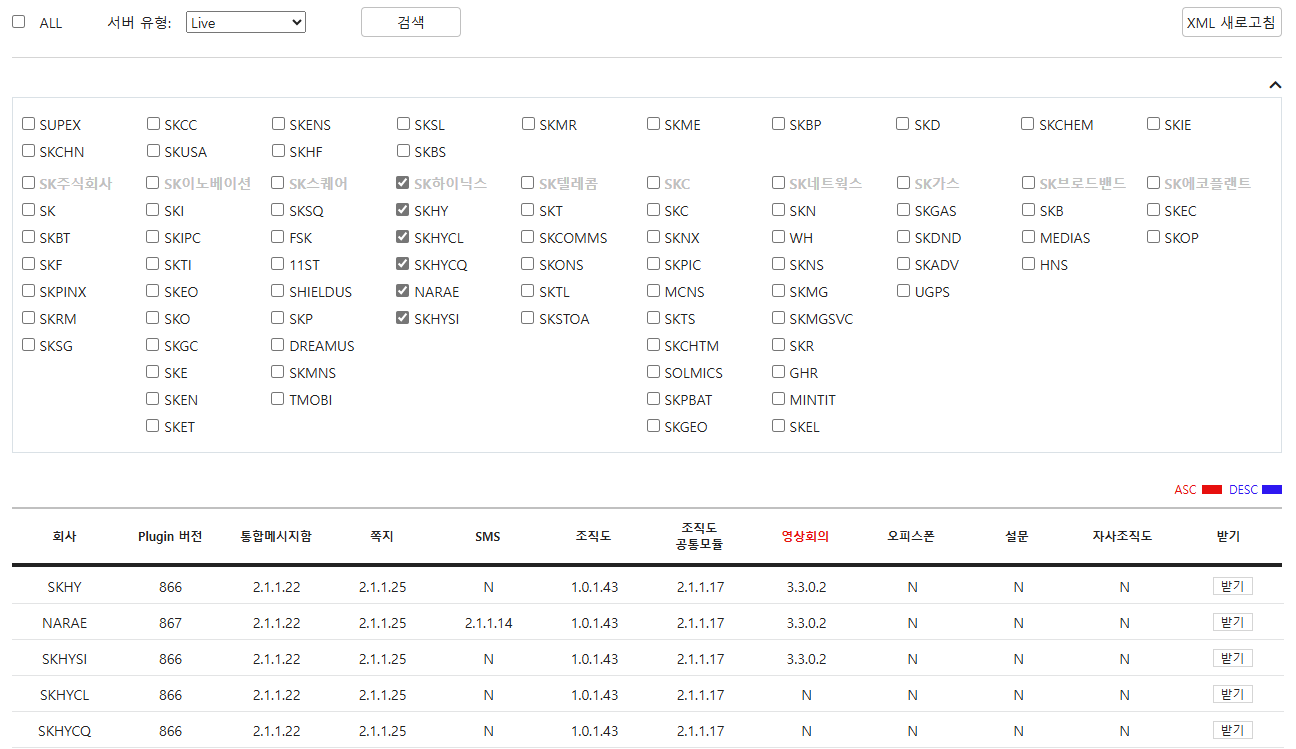 ALL 서버 유형: Live 검색 XML 새로고침
SUPEX SKCC SKENS SKSL SKMR SKME SKBP SKD SKCHEM SKIE
SKCHN SKUSA SKHF SKBS
SK주식회사 SK이노베이션 SK스퀘어 SK하이닉스 SK텔레콤 SKC SK네트웍스 SK가스 SK브로드밴드 SK에코플랜트
SK SKI SKSQ SKHY SKT SKC SKN SKGAS SKB SKEC
SKBT SKIPC FSK SKHYCL SKCOMMS SKNX WH SKDND MEDIAS SKOP
SKF SKTI 11ST SKHYCQ SKONS SKPIC SKNS SKADV HNS
SKPINX SKEO SHIELDUS NARAE SKTL MCNS SKMG UGPS
SKRM SKO SKP SKHYSI SKSTOA SKTS SKMGSVC
SKSG SKGC DREAMUS SKCHTM SKR
SKE SKMNS SOLMICS GHR
SKEN TMOBI SKPBAT MINTIT
SKET SKGEO SKEL
ASC DESC
회사 Plugin 버전 통합메시지함 쪽지 SMS 조직도 조직도 영상회의 오피스폰 설문 자사조직도 받기
공통모듈
SKHY 866 2.1.1.22 2.1.1.25 N 1.0.1.43 2.1.1.17 3.3.0.2 N N N 받기
NARAE 867 2.1.1.22 2.1.1.25 2.1.1.14 1.0.1.43 2.1.1.17 3.3.0.2 N N N 받기
SKHYSI 866 2.1.1.22 2.1.1.25 N 1.0.1.43 2.1.1.17 3.3.0.2 N N N 받기
SKHYCL 866 2.1.1.22 2.1.1.25 N 1.0.1.43 2.1.1.17 N N N N 받기
SKHYCQ 866 2.1.1.22 2.1.1.25 N 1.0.1.43 2.1.1.17 N N N N 받기